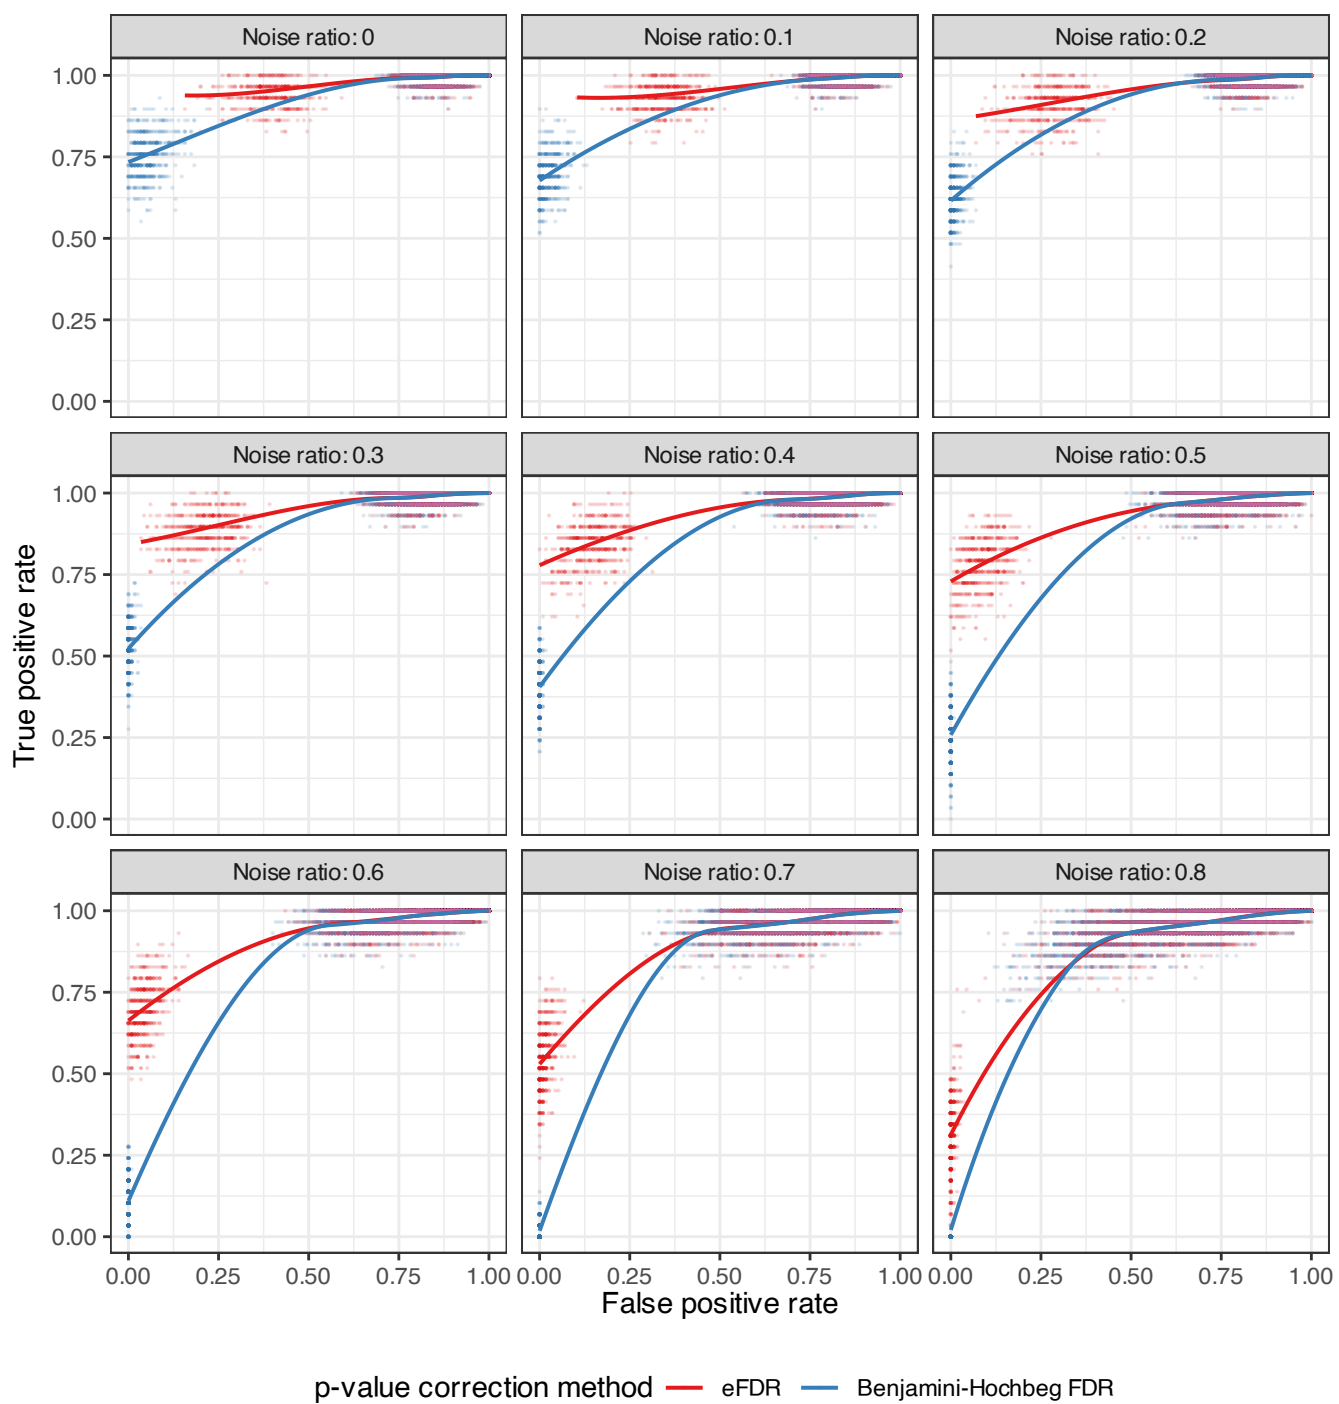 Noise ratio: 0 Noise ratio: 0.1 Noise ratio: 0.2
1.00
0.75
0.50
0.25
0.00
Noise ratio: 0.3 Noise ratio: 0.4 Noise ratio: 0.5
1.00
0.75
0.50
0.25
0.00
True positive rate
Noise ratio: 0.6 Noise ratio: 0.7 Noise ratio: 0.8
1.00
0.75
0.50
0.25
0.00
0.00 0.25 0.50 0.75 1.00 0.00 0.25 0.50 0.75 1.00 0.00 0.25 0.50 0.75 1.00
False positive rate
p-value correction method eFDR Benjamini-Hochbeg FDR